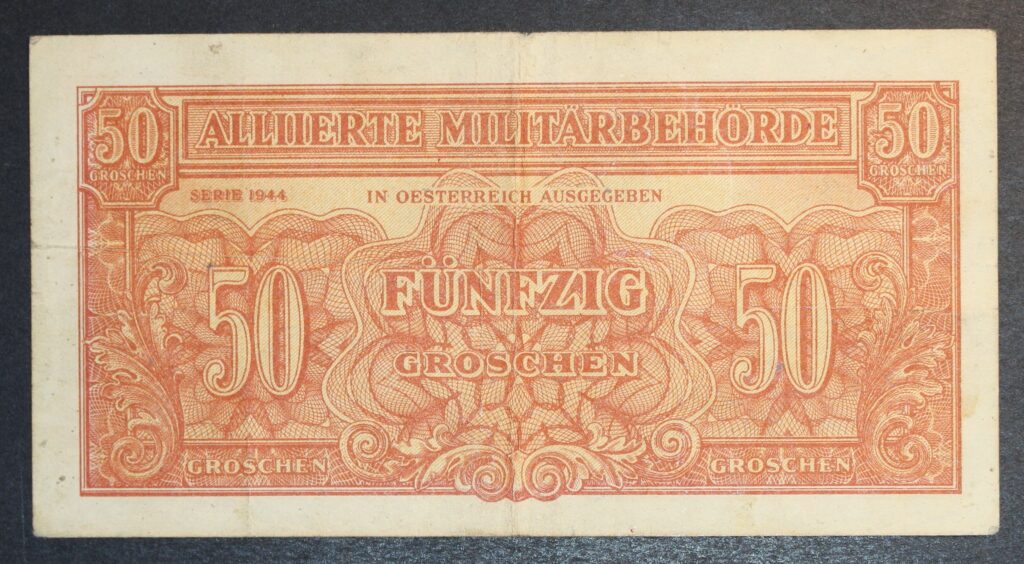 50 ALLIIERTE MILITÄRBEHÖRDE 50
GROSCHEN GROSCHEN
SERIE 1944 IN OESTERREICH AUSGEGEBEN
50 FÜNFZIG 50
GROSCHEN
GROSCHEN GROSCHEN